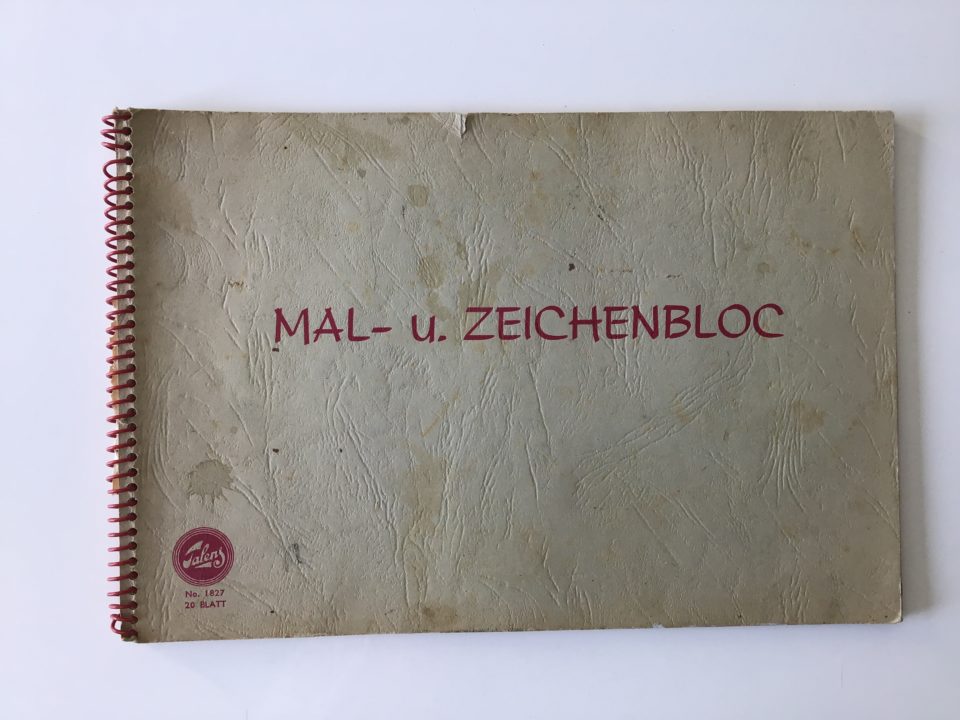 MAL- u. ZEICHENBLOC
Talens
No. 1827
20 BLATT